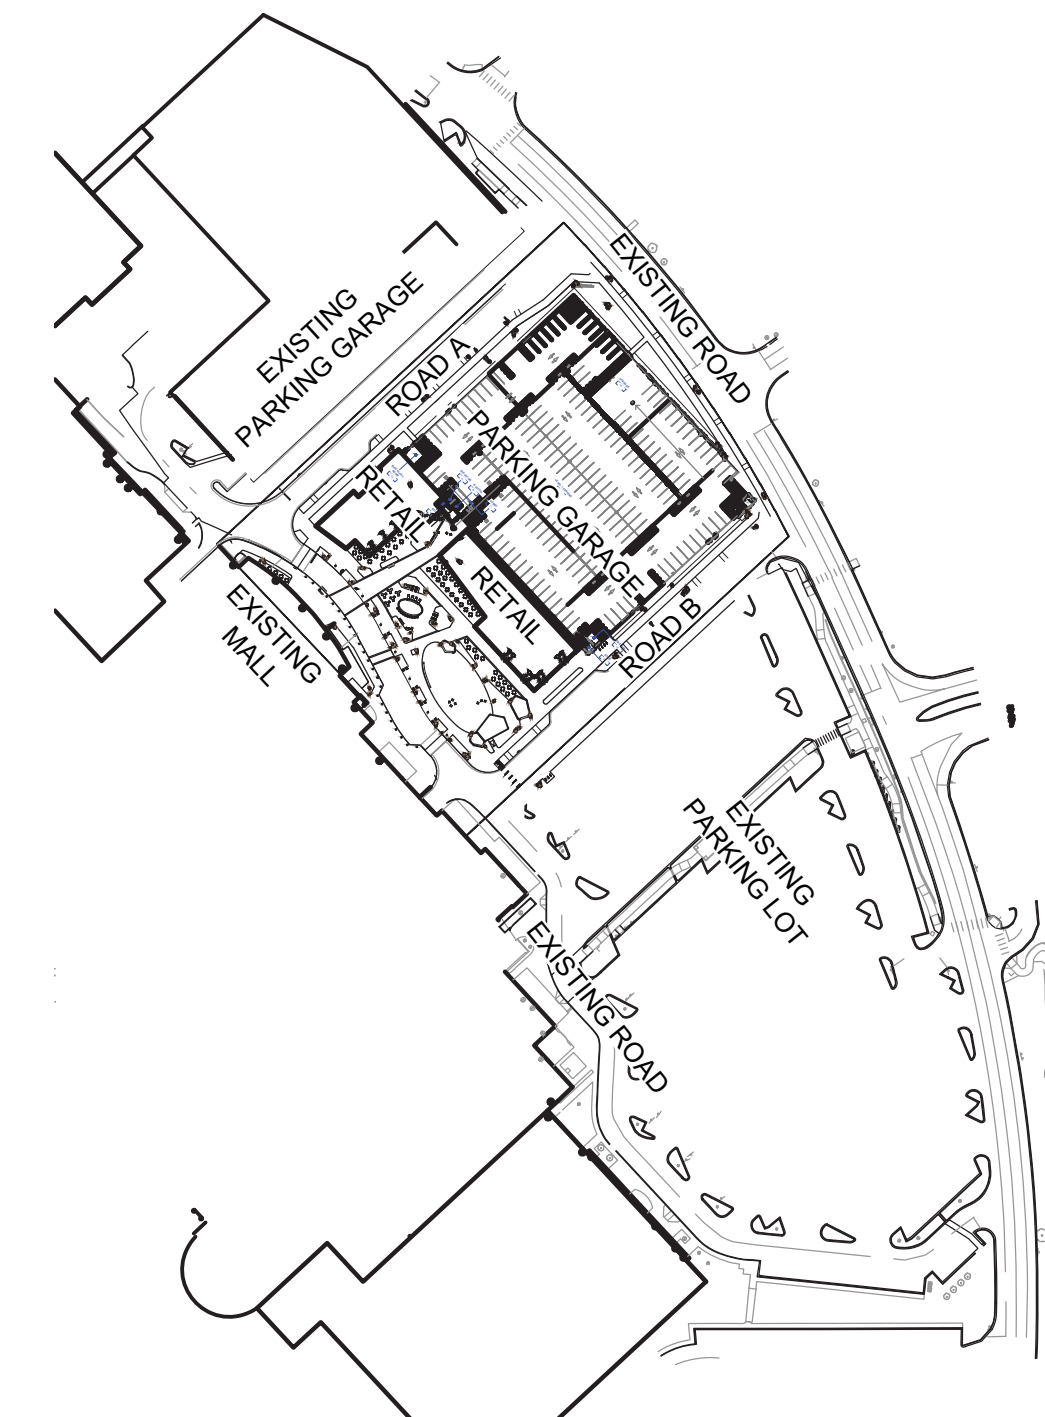 EXISTING ROAD
EXISTING
PARKING GARAGE
ROAD A
PARKING GARAGE
RETAIL
RETAIL
EXISTING
MALL
ROAD B
EXISTING
PARKING LOT
EXISTING ROAD